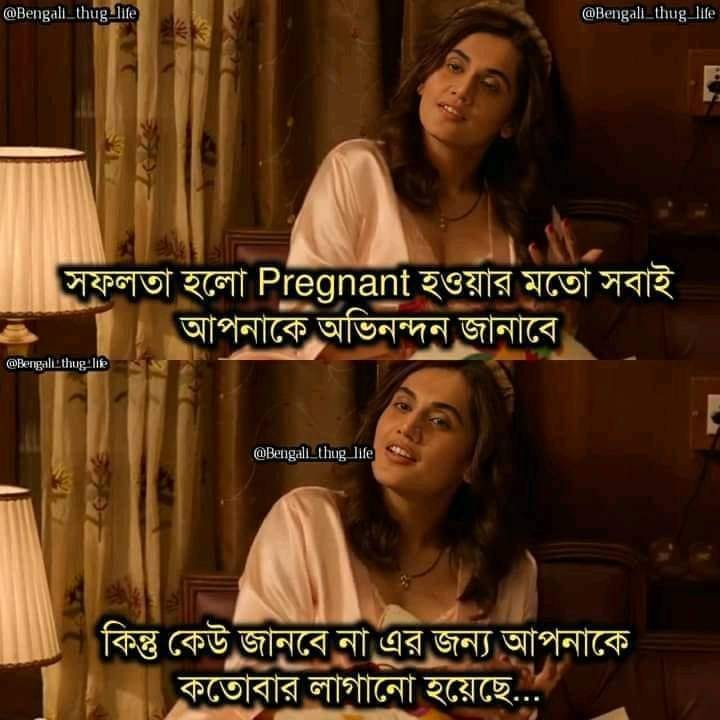 @Bengali_thug_life
@Bengali_thug_life
সফলতা হলো Pregnant হওয়ার মতো সবাই
আপনাকে অভিনন্দন জানাবে
@Bengali_thug_life
@Bengali_thug_life
কিন্তু কেউ জানবে না এর জন্য আপনাকে
কতোবার লাগানো হয়েছে...